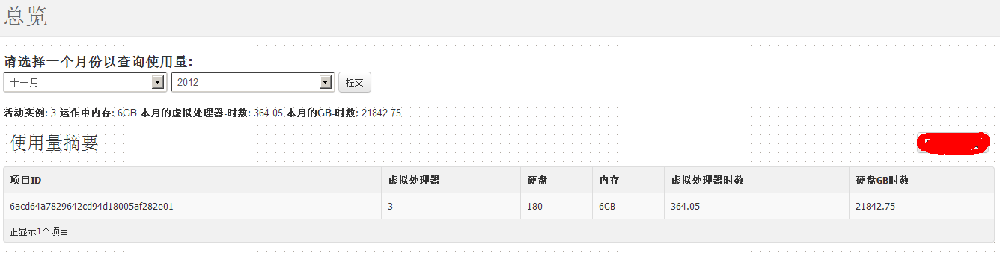 总览
请选择一个月份以查询使用量:
十一月 2012 提交
活动实例: 3 运作中内存: 6GB 本月的虚拟处理器-时数: 364.05 本月的GB-时数: 21842.75
使用量摘要
项目ID 虚拟处理器 硬盘 内存 虚拟处理器时数 硬盘GB时数
6acd64a7829642cd94d18005af282e01 3 180 6GB 364.05 21842.75
正显示1个项目